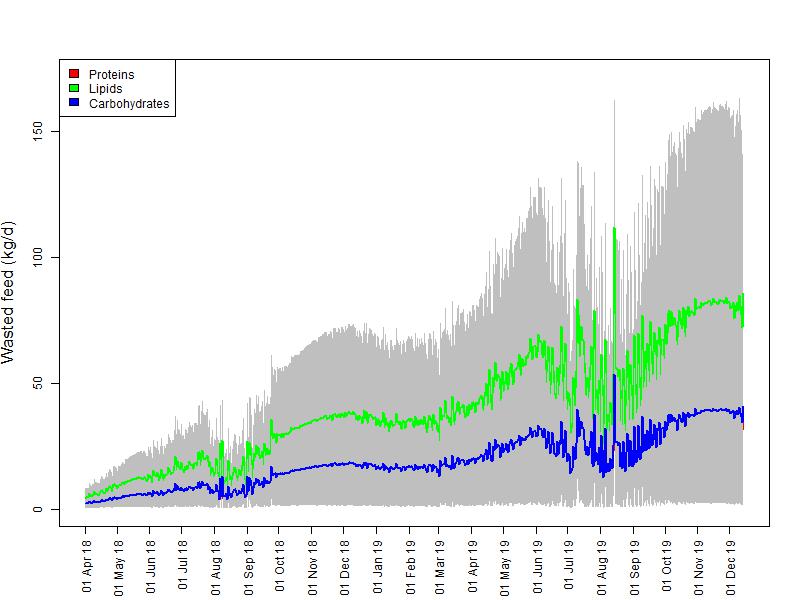 Proteins
Lipids
Carbohydrates
Wasted feed (kg/d)
150
100
50
0
01 Apr 18
01 May 18
01 Jun 18
01 Jul 18
01 Aug 18
01 Sep 18
01 Oct 18
01 Nov 18
01 Dec 18
01 Jan 19
01 Feb 19
01 Mar 19
01 Apr 19
01 May 19
01 Jun 19
01 Jul 19
01 Aug 19
01 Sep 19
01 Oct 19
01 Nov 19
01 Dec 19